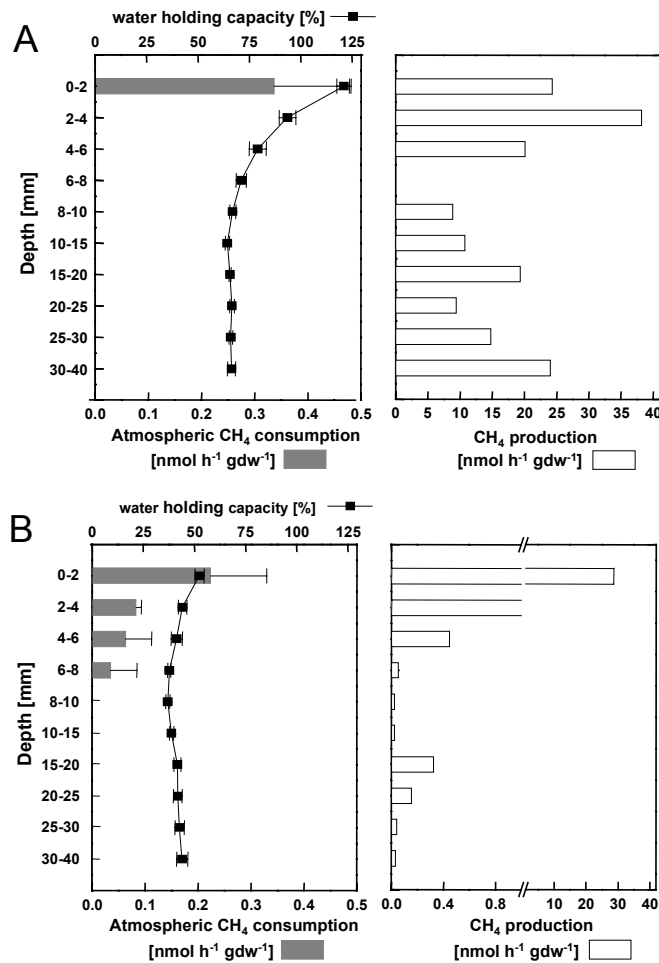 A
water holding capacity [%]
0 25 50 75 100 125
0-2
2-4
4-6
6-8
8-10
10-15
15-20
20-25
25-30
30-40
Depth [mm]
0.0 0.1 0.2 0.3 0.4 0.5
Atmospheric CH₄ consumption
[nmol h⁻¹ gdw⁻¹]
0 5 10 15 20 25 30 35 40
CH₄ production
[nmol h⁻¹ gdw⁻¹]
B
water holding capacity [%]
0 25 50 75 100 125
0-2
2-4
4-6
6-8
8-10
10-15
15-20
20-25
25-30
30-40
Depth [mm]
0.0 0.1 0.2 0.3 0.4 0.5
Atmospheric CH₄ consumption
[nmol h⁻¹ gdw⁻¹]
0.0 0.4 0.8 10 20 30 40
CH₄ production
[nmol h⁻¹ gdw⁻¹]